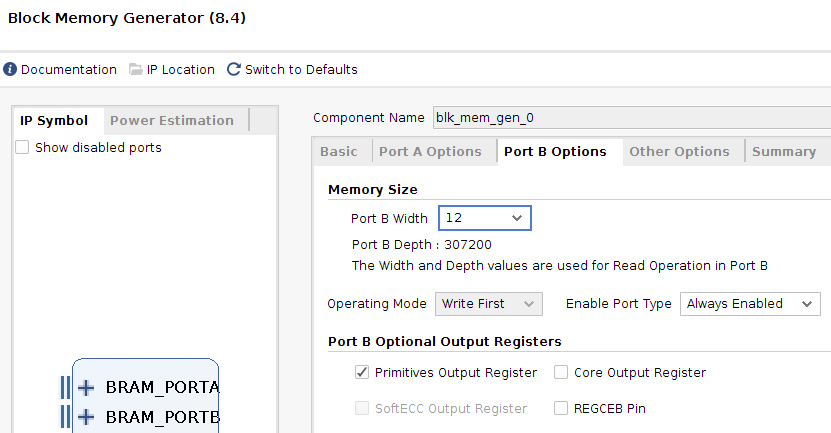 Block Memory Generator (8.4)
Documentation IP Location Switch to Defaults
IP Symbol Power Estimation
Show disabled ports
BRAM_PORTA
BRAM_PORTB
Component Name blk_mem_gen_0
Basic Port A Options Port B Options Other Options Summary
Memory Size
Port B Width 12
Port B Depth : 307200
The Width and Depth values are used for Read Operation in Port B
Operating Mode Write First Enable Port Type Always Enabled
Port B Optional Output Registers
Primitives Output Register Core Output Register
SoftECC Output Register REGCEB Pin